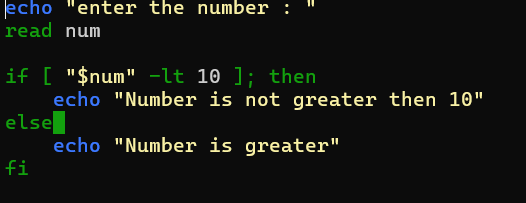 echo "enter the number : "
read num

if [ "$num" -lt 10 ]; then
    echo "Number is not greater then 10"
else
    echo "Number is greater"
fi